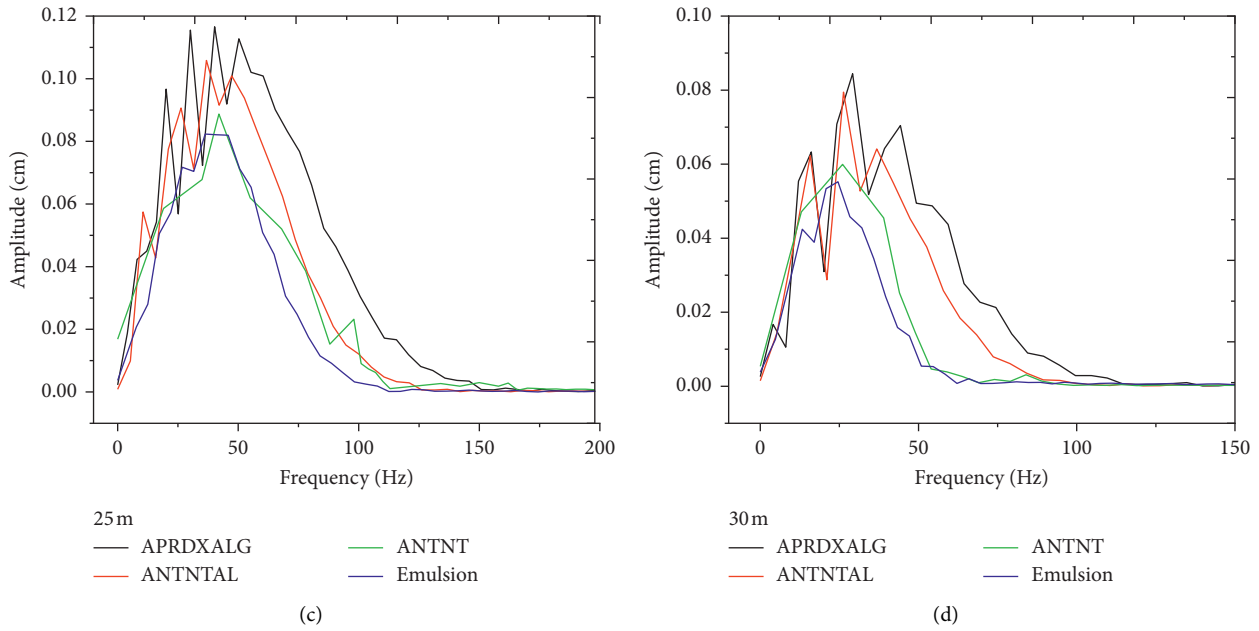 0.12
0.10
0.08
0.06
0.04
0.02
0.00
Amplitude (cm)
0 50 100 150 200
Frequency (Hz)
25 m
APRDXALG
ANTNTAL
ANTNT
Emulsion
(c)
0.10
0.08
0.06
0.04
0.02
0.00
Amplitude (cm)
0 50 100 150
Frequency (Hz)
30 m
APRDXALG
ANTNTAL
ANTNT
Emulsion
(d)